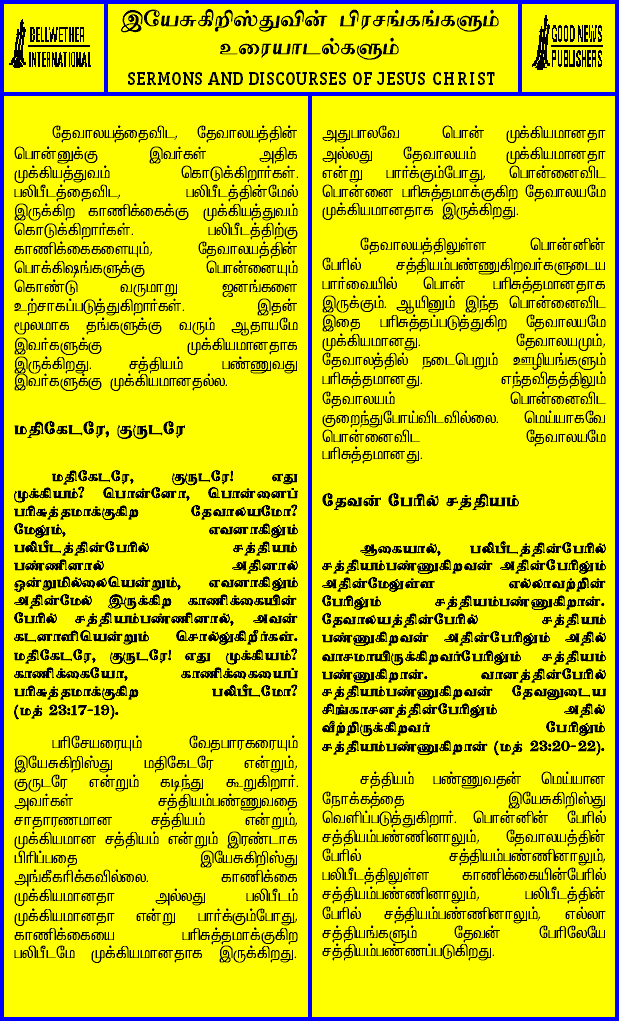 BELLWETHER
INTERNATIONAL
இயேசுகிறிஸ்துவின் பிரசங்கங்களும்
உரையாடல்களும்
SERMONS AND DISCOURSES OF JESUS CHRIST
GOOD NEWS
PUBLISHERS
தேவாலயத்தைவிட, தேவாலயத்தின்
பொன்னுக்கு இவர்கள் அதிக
முக்கியத்துவம் கொடுக்கிறார்கள்.
பலிபீடத்தைவிட, பலிபீடத்தின்மேல்
இருக்கிற காணிக்கைக்கு முக்கியத்துவம்
கொடுக்கிறார்கள். பலிபீடத்திற்கு
காணிக்கைகளையும், தேவாலயத்தின்
பொக்கிஷங்களுக்கு பொன்னையும்
கொண்டு வருமாறு ஜனங்களை
உற்சாகப்படுத்துகிறார்கள். இதன்
மூலமாக தங்களுக்கு வரும் ஆதாயமே
இவர்களுக்கு முக்கியமானதாக
இருக்கிறது. சத்தியம் பண்ணுவது
இவர்களுக்கு முக்கியமானதல்ல.
மதிகேடரே, குருடரே
மதிகேடரே, குருடரே! எது
முக்கியம்? பொன்னோ, பொன்னைப்
பரிசுத்தமாக்குகிற தேவாலயமோ?
மேலும், எவனாகிலும்
பலிபீடத்தின்பேரில் சத்தியம்
பண்ணினால் அதினால்
ஒன்றுமில்லையென்றும், எவனாகிலும்
அதின்மேல் இருக்கிற காணிக்கையின்
பேரில் சத்தியம்பண்ணினால், அவன்
கடனாளியென்றும் சொல்லுகிறீர்கள்.
மதிகேடரே, குருடரே! எது முக்கியம்?
காணிக்கையோ, காணிக்கையைப்
பரிசுத்தமாக்குகிற பலிபீடமோ?
(மத் 23:17-19).
பரிசேயரையும் வேதபாரகரையும்
இயேசுகிறிஸ்து மதிகேடரே என்றும்,
குருடரே என்றும் கடிந்து கூறுகிறார்.
அவர்கள் சத்தியம்பண்ணுவதை
சாதாரணமான சத்தியம் என்றும்,
முக்கியமான சத்தியம் என்றும் இரண்டாக
பிரிப்பதை இயேசுகிறிஸ்து
அங்கீகரிக்கவில்லை. காணிக்கை
முக்கியமானதா அல்லது பலிபீடம்
முக்கியமானதா என்று பார்க்கும்போது,
காணிக்கையை பரிசுத்தமாக்குகிற
பலிபீடமே முக்கியமானதாக இருக்கிறது.
அதுபாலவே பொன் முக்கியமானதா
அல்லது தேவாலயம் முக்கியமானதா
என்று பார்க்கும்போது, பொன்னைவிட
பொன்னை பரிசுத்தமாக்குகிற தேவாலயமே
முக்கியமானதாக இருக்கிறது.
தேவாலயத்திலுள்ள பொன்னின்
பேரில் சத்தியம்பண்ணுகிறவர்களுடைய
பார்வையில் பொன் பரிசுத்தமானதாக
இருக்கும். ஆயினும் இந்த பொன்னைவிட
இதை பரிசுத்தப்படுத்துகிற தேவாலயமே
முக்கியமானது. தேவாலயமும்,
தேவாலத்தில் நடைபெறும் ஊழியங்களும்
பரிசுத்தமானது. எந்தவிதத்திலும்
தேவாலயம் பொன்னைவிட
குறைந்துபோய்விடவில்லை. மெய்யாகவே
பொன்னைவிட தேவாலயமே
பரிசுத்தமானது.
தேவன் பேரில் சத்தியம்
ஆகையால், பலிபீடத்தின்பேரில்
சத்தியம்பண்ணுகிறவன் அதின்பேரிலும்
அதின்மேலுள்ள எல்லாவற்றின்
பேரிலும் சத்தியம்பண்ணுகிறான்.
தேவாலயத்தின்பேரில் சத்தியம்
பண்ணுகிறவன் அதின்பேரிலும் அதில்
வாசமாயிருக்கிறவர்பேரிலும் சத்தியம்
பண்ணுகிறான். வானத்தின்பேரில்
சத்தியம்பண்ணுகிறவன் தேவனுடைய
சிங்காசனத்தின்பேரிலும் அதில்
வீற்றிருக்கிறவர் பேரிலும்
சத்தியம்பண்ணுகிறான் (மத் 23:20-22).
சத்தியம் பண்ணுவதன் மெய்யான
நோக்கத்தை இயேசுகிறிஸ்து
வெளிப்படுத்துகிறார். பொன்னின் பேரில்
சத்தியம்பண்ணினாலும், தேவாலயத்தின்
பேரில் சத்தியம்பண்ணினாலும்,
பலிபீடத்திலுள்ள காணிக்கையின்பேரில்
சத்தியம்பண்ணினாலும், பலிபீடத்தின்
பேரில் சத்தியம்பண்ணினாலும், எல்லா
சத்தியங்களும் தேவன் பேரிலேயே
சத்தியம்பண்ணப்படுகிறது.